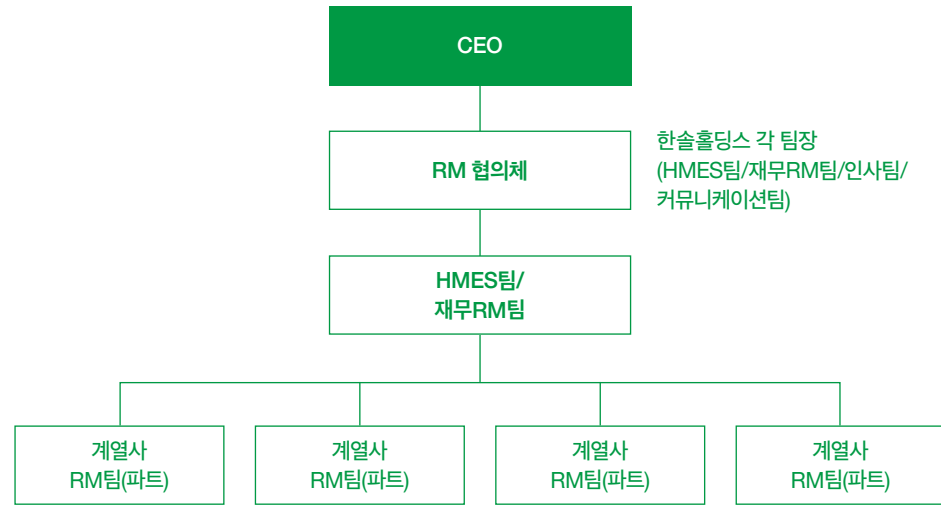 CEO
RM 협의체
한솔홀딩스 각 팀장
(HMES팀/재무RM팀/인사팀/
커뮤니케이션팀)
HMES팀/
재무RM팀
계열사
RM팀(파트)
계열사
RM팀(파트)
계열사
RM팀(파트)
계열사
RM팀(파트)